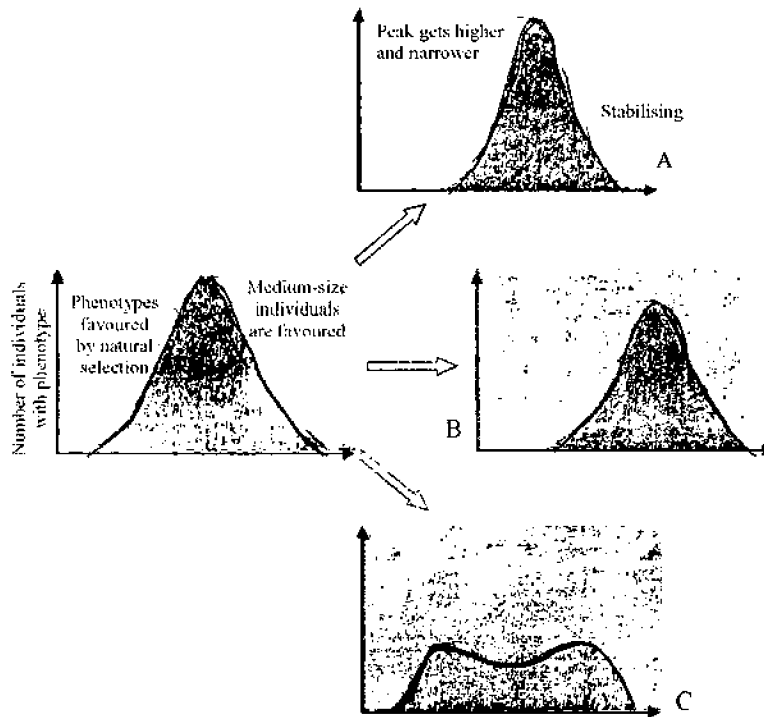 Peak gets higher
and narrower
Stabilising
A
Number of individuals
with phenotype
Phenotypes
favoured
by natural
selection
Medium-size
individuals
are favoured
B
C